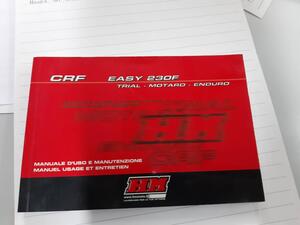 CRF EASY 230F
TRIAL - MOTARD - ENDURO
HM
MANUALE D'USO E MANUTENZIONE
MANUEL USAGE ET ENTRETIEN
HM